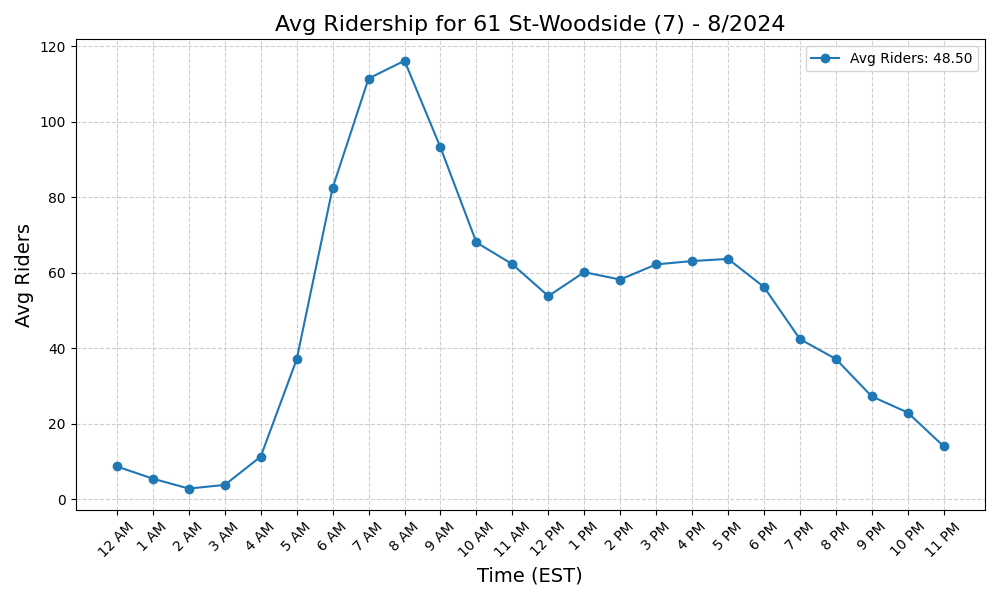 Avg Ridership for 61 St-Woodside (7) - 8/2024
Avg Riders: 48.50
Avg Riders
120
100
80
60
40
20
0
12 AM
1 AM
2 AM
3 AM
4 AM
5 AM
6 AM
7 AM
8 AM
9 AM
10 AM
11 AM
12 PM
1 PM
2 PM
3 PM
4 PM
5 PM
6 PM
7 PM
8 PM
9 PM
10 PM
11 PM
Time (EST)